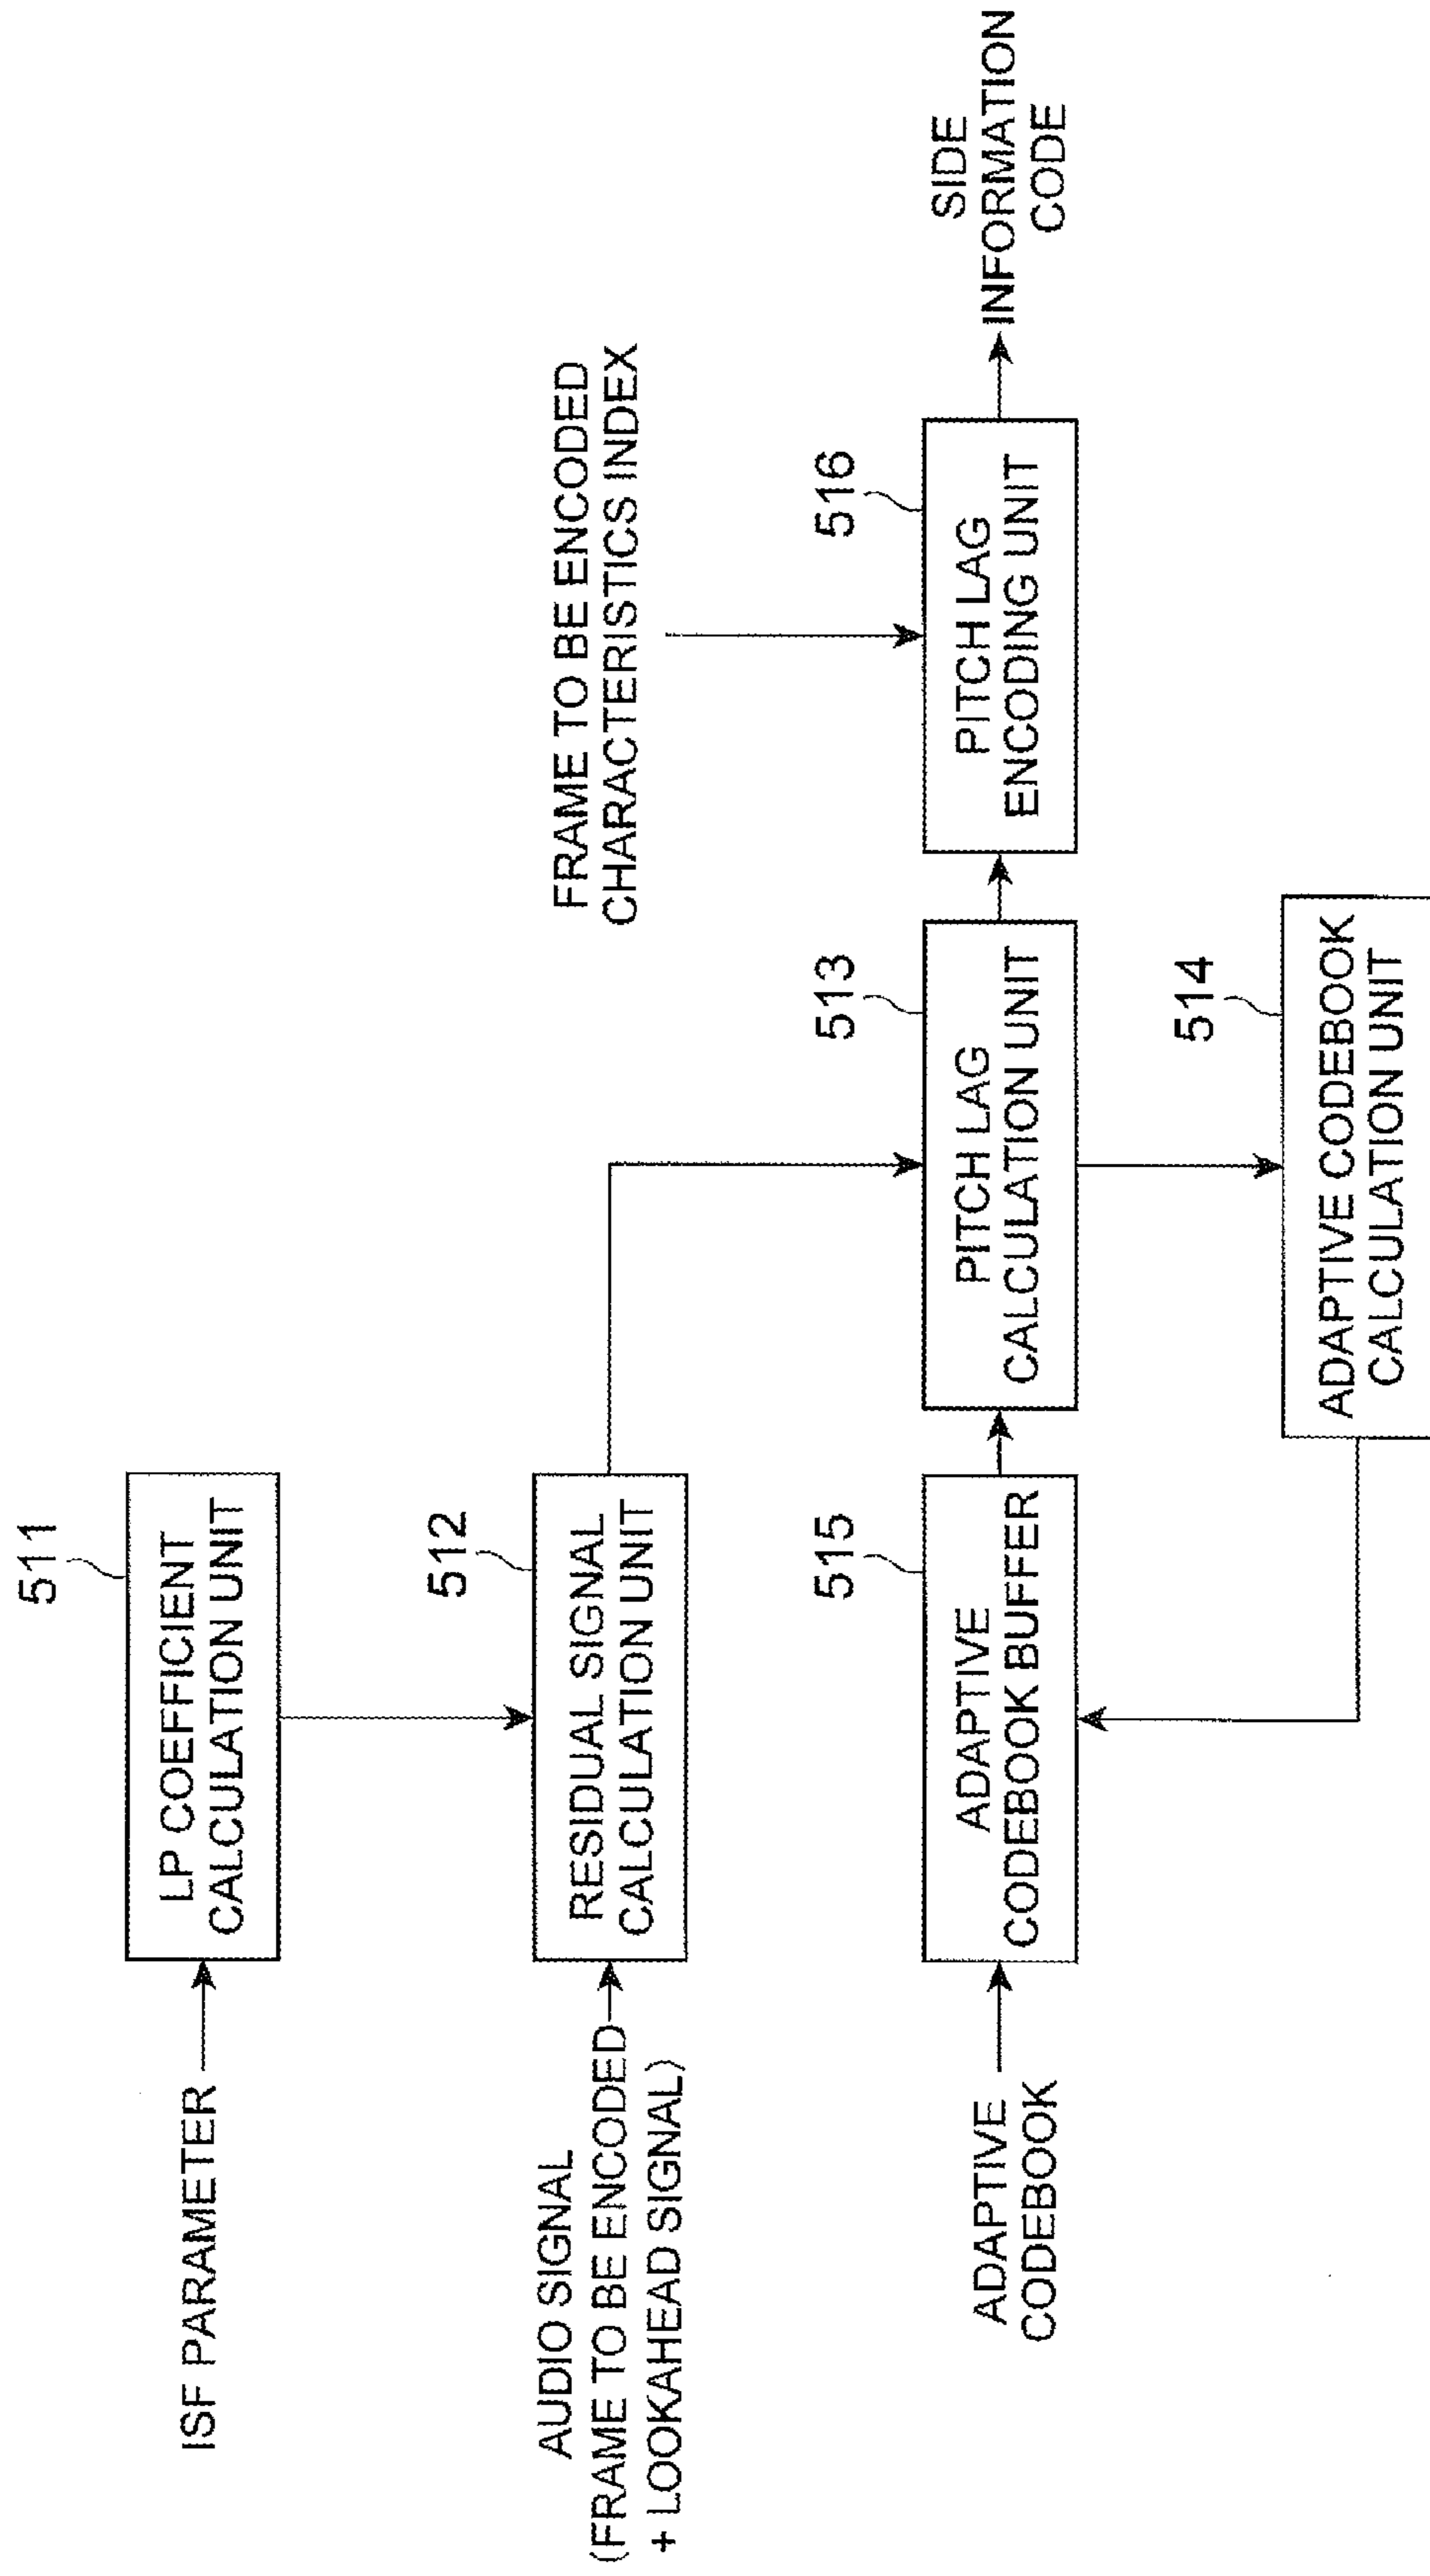 511
ISF PARAMETER
LP COEFFICIENT
CALCULATION UNIT
512
AUDIO SIGNAL
(FRAME TO BE ENCODED
+ LOOKAHEAD SIGNAL)
RESIDUAL SIGNAL
CALCULATION UNIT
FRAME TO BE ENCODED
CHARACTERISTICS INDEX
515
513
516
ADAPTIVE
CODEBOOK
ADAPTIVE
CODEBOOK BUFFER
PITCH LAG
CALCULATION UNIT
PITCH LAG
ENCODING UNIT
SIDE
INFORMATION
CODE
514
ADAPTIVE CODEBOOK
CALCULATION UNIT